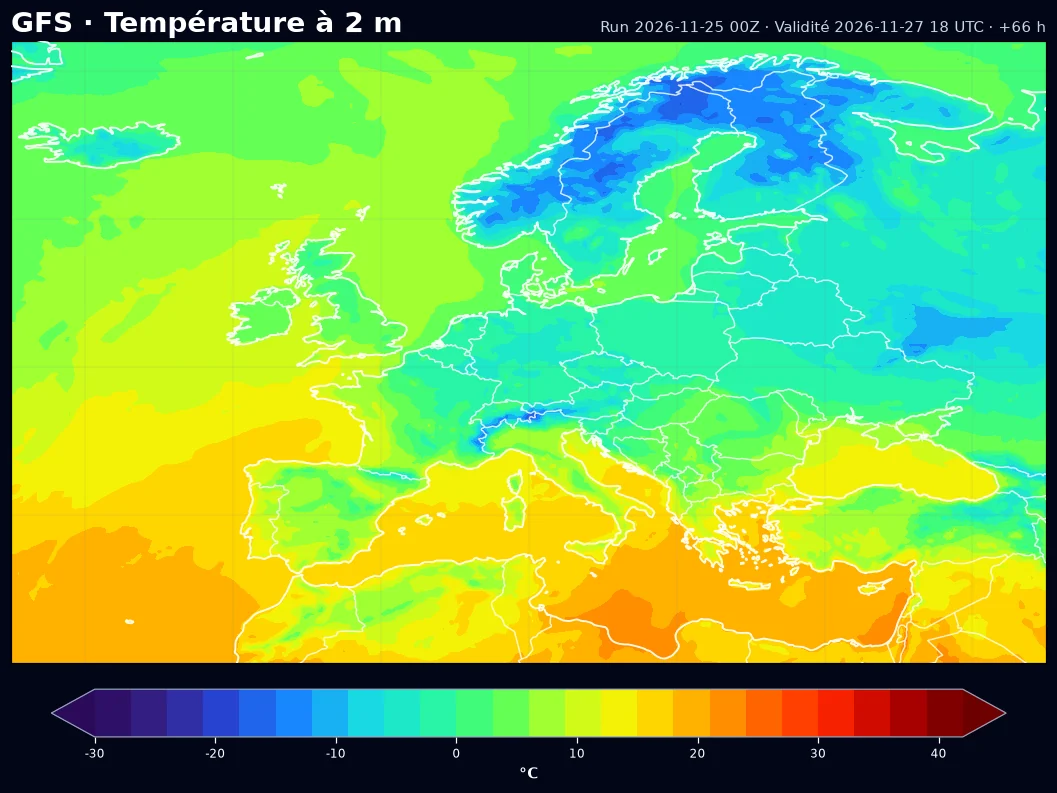 GFS · Température à 2 m
Run 2026-11-25 00Z · Validité 2026-11-27 18 UTC · +66 h
-30 -20 -10 0 10 20 30 40
°C